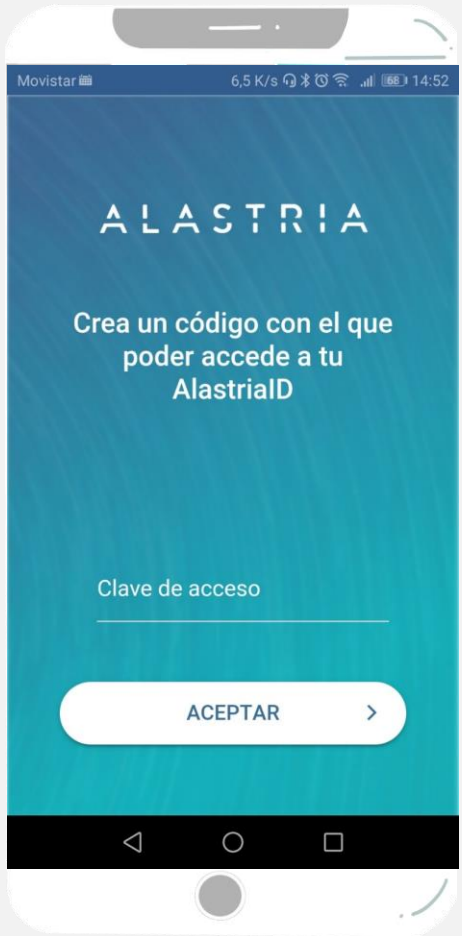 Movistar 6,5 K/s 68 14:52
ALASTRIA
Crea un código con el que
poder accede a tu
AlastriaID
Clave de acceso
ACEPTAR